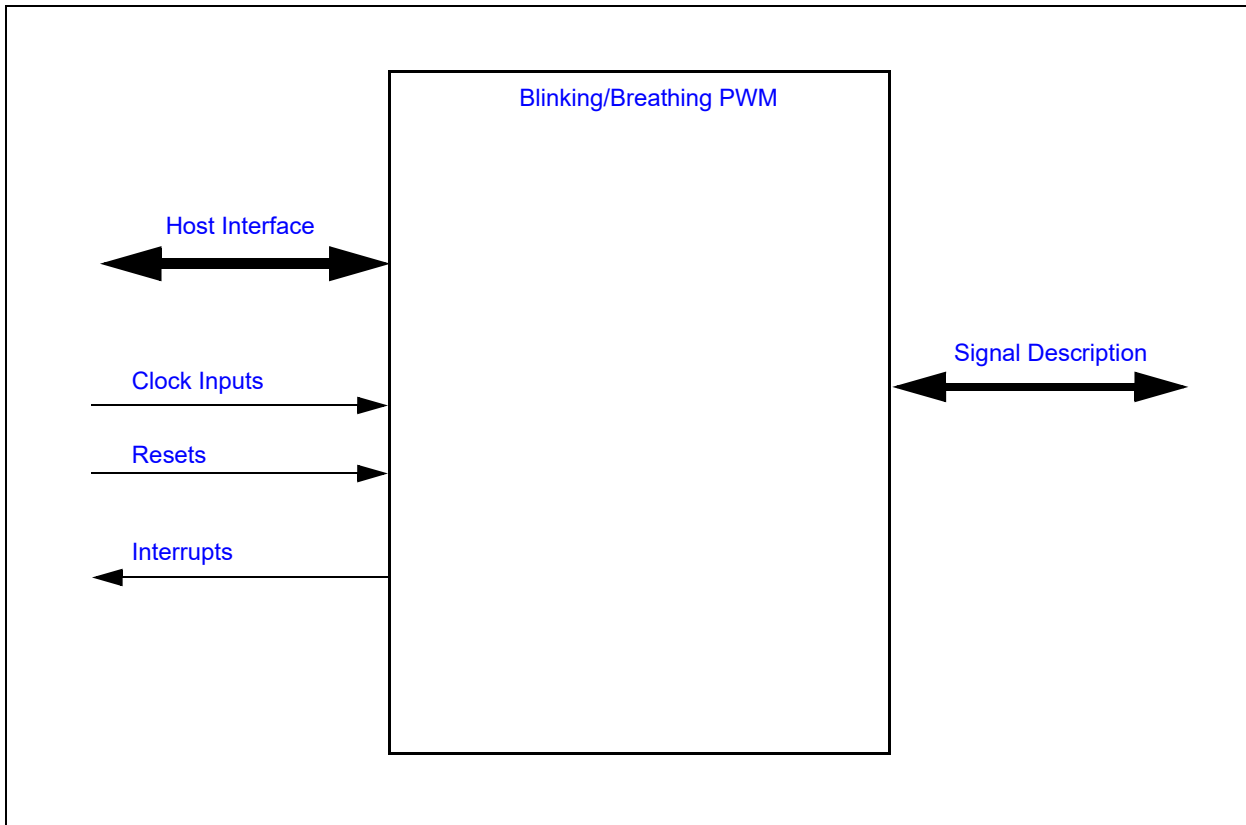 Blinking/Breathing PWM
Host Interface
Signal Description
Clock Inputs
Resets
Interrupts